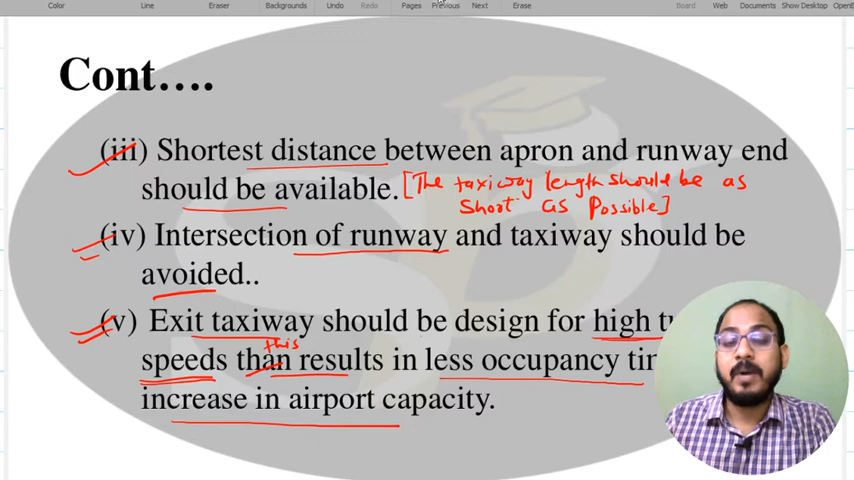 Color Line Eraser Backgrounds Undo Redo Pages Previous Next Erase Board Web Documents Show Desktop OpenB
Cont....
(iii) Shortest distance between apron and runway end
should be available. [The taxiway length should be as
short as possible]
(iv) Intersection of runway and taxiway should be
avoided..
(v) Exit taxiway should be design for high
this
speeds than results in less occupancy
increase in airport capacity.